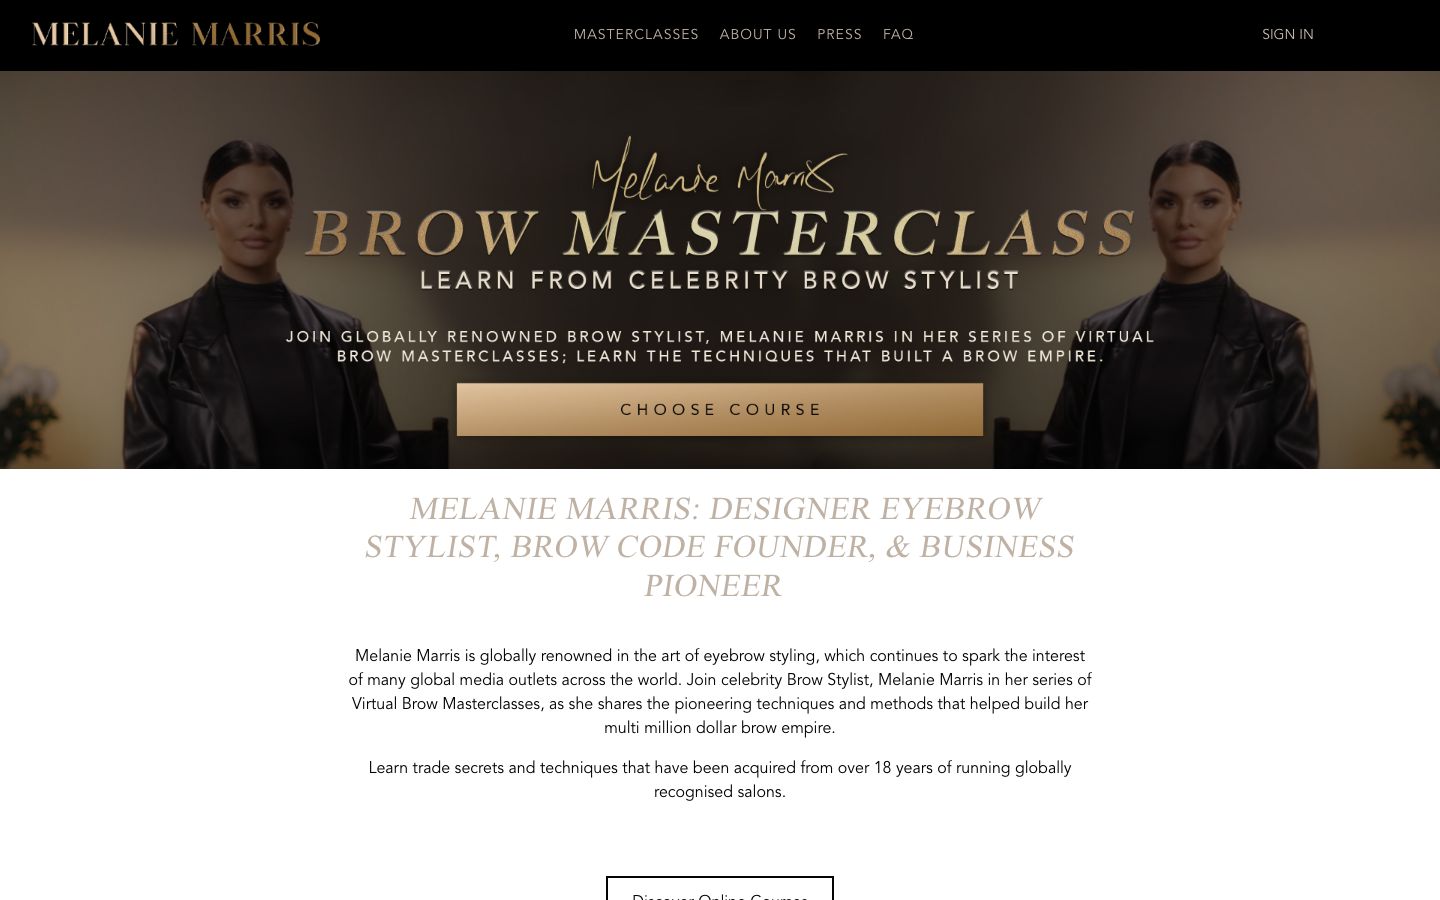 MELANIE MARRIS
MASTERCLASSES ABOUT US PRESS FAQ
SIGN IN
Melanie Marris
BROW MASTERCLASS
LEARN FROM CELEBRITY BROW STYLIST
JOIN GLOBALLY RENOWNED BROW STYLIST, MELANIE MARRIS IN HER SERIES OF VIRTUAL
BROW MASTERCLASSES; LEARN THE TECHNIQUES THAT BUILT A BROW EMPIRE.
CHOOSE COURSE
MELANIE MARRIS: DESIGNER EYEBROW
STYLIST, BROW CODE FOUNDER, & BUSINESS
PIONEER
Melanie Marris is globally renowned in the art of eyebrow styling, which continues to spark the interest
of many global media outlets across the world. Join celebrity Brow Stylist, Melanie Marris in her series of
Virtual Brow Masterclasses, as she shares the pioneering techniques and methods that helped build her
multi million dollar brow empire.
Learn trade secrets and techniques that have been acquired from over 18 years of running globally
recognised salons.
Discover Online Courses